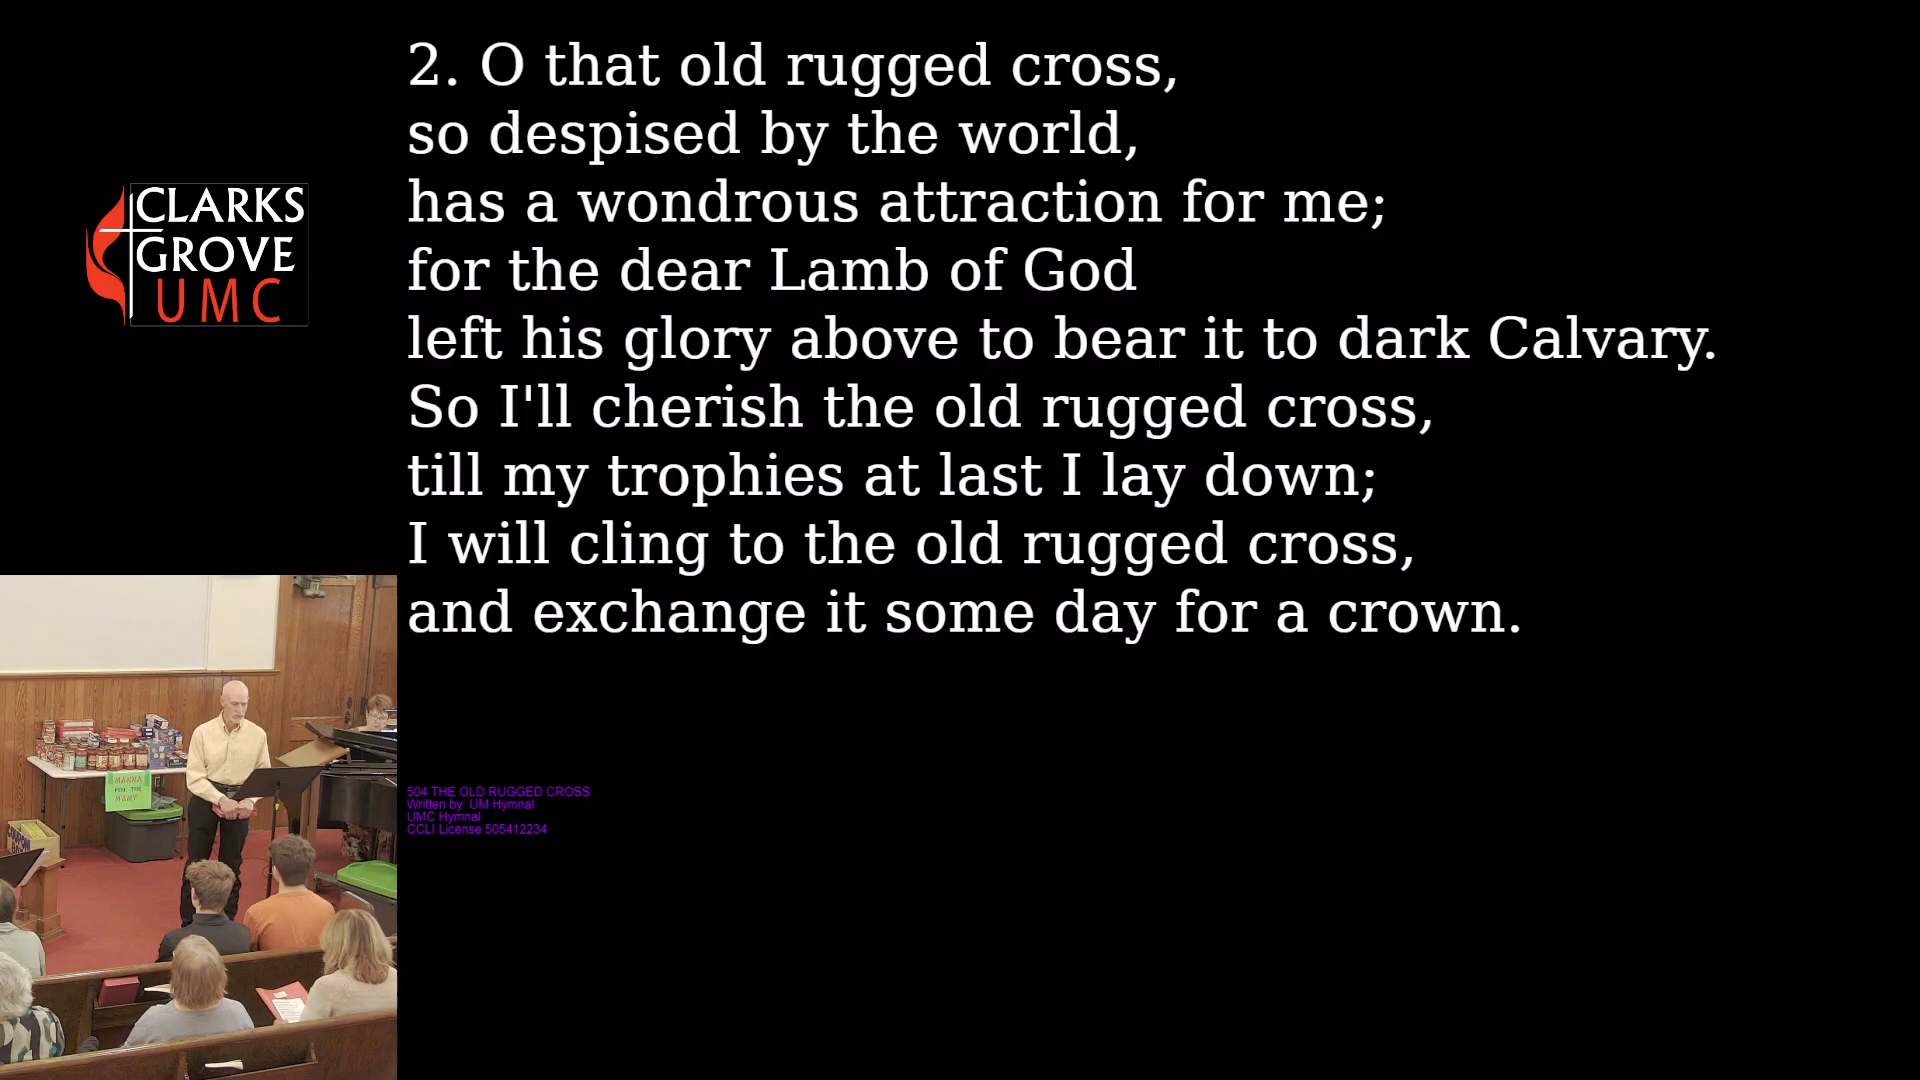 2. O that old rugged cross,
so despised by the world,
has a wondrous attraction for me;
for the dear Lamb of God
left his glory above to bear it to dark Calvary.
So I'll cherish the old rugged cross,
till my trophies at last I lay down;
I will cling to the old rugged cross,
and exchange it some day for a crown.
CLARKS
GROVE
UMC
MANNA
FOR THE
MANY
504 THE OLD RUGGED CROSS
Written by: UM Hymnal
UMC Hymnal
CCLI License 505412234